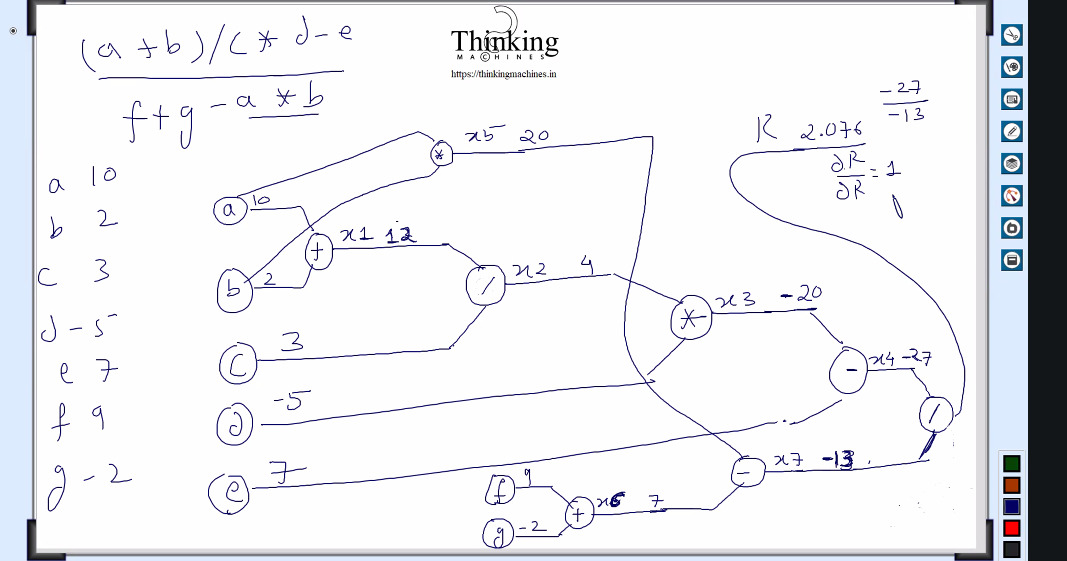 (a+b)/c*d-e
f+g-a*b
Thinking
MACHINES
https://thinkingmachines.in
-27
-13
R 2.076
∂R
∂R
= 1
a 10
b 2
c 3
d -5
e 7
f 9
g -2
* x5 20
a 10
+ x1 12
b 2
/ x2 4
* x3 -20
c 3
- x4 -27
d -5
/
e 7
- x7 -13
f 9
+ x6 7
g -2